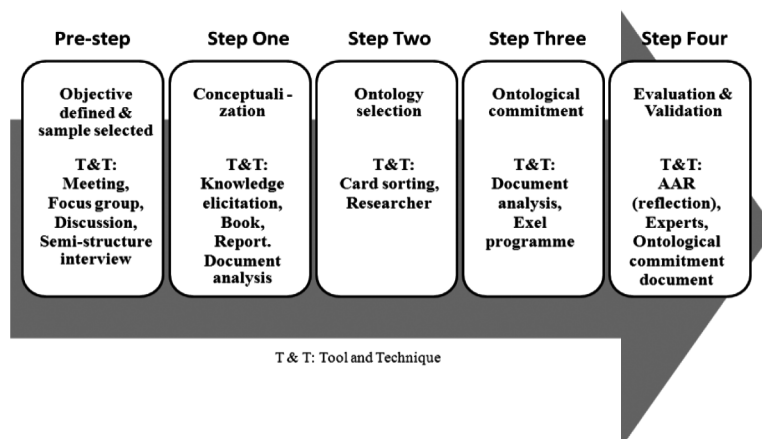 Pre-step
Step One
Step Two
Step Three
Step Four
Objective
defined &
sample selected
T&T:
Meeting,
Focus group,
Discussion,
Semi-structure
interview
Conceptuali -
zation
T&T:
Knowledge
elicitation,
Book,
Report.
Document
analysis
Ontology
selection
T&T:
Card sorting,
Researcher
Ontological
commitment
T&T:
Document
analysis,
Exel
programme
Evaluation &
Validation
T&T:
AAR
(reflection),
Experts,
Ontological
commitment
document
T & T: Tool and Technique